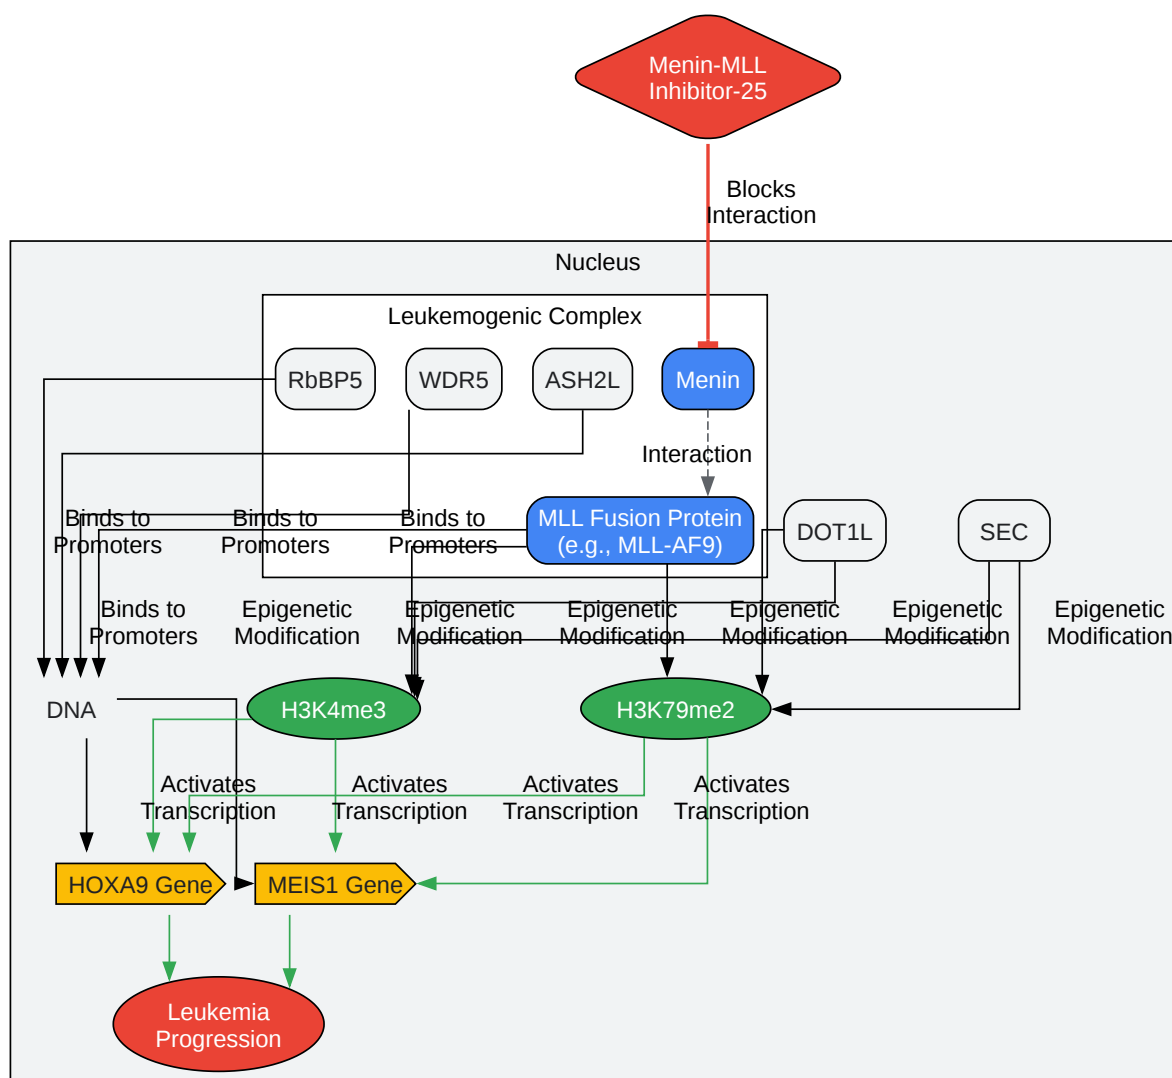 Menin-MLL
Inhibitor-25
Blocks
Interaction
Nucleus
Leukemogenic Complex
RbBP5
WDR5
ASH2L
Menin
Interaction
Binds to
Promoters
Binds to
Promoters
Binds to
Promoters
MLL Fusion Protein
(e.g., MLL-AF9)
DOT1L
SEC
Binds to
Promoters
Epigenetic
Modification
Epigenetic
Modification
Epigenetic
Modification
Epigenetic
Modification
Epigenetic
Modification
Epigenetic
Modification
DNA
H3K4me3
H3K79me2
Activates
Transcription
Activates
Transcription
Activates
Transcription
Activates
Transcription
HOXA9 Gene
MEIS1 Gene
Leukemia
Progression